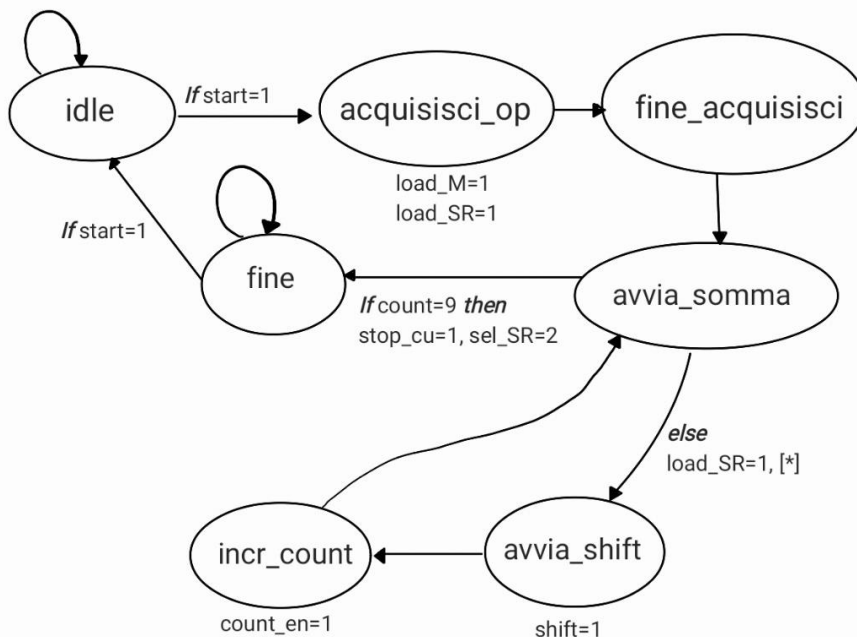 idle
If start=1
acquisisci_op
load_M=1
load_SR=1
fine_acquisisci
If start=1
fine
If count=9 then
stop_cu=1, sel_SR=2
avvia_somma
else
load_SR=1, [*]
incr_count
count_en=1
avvia_shift
shift=1